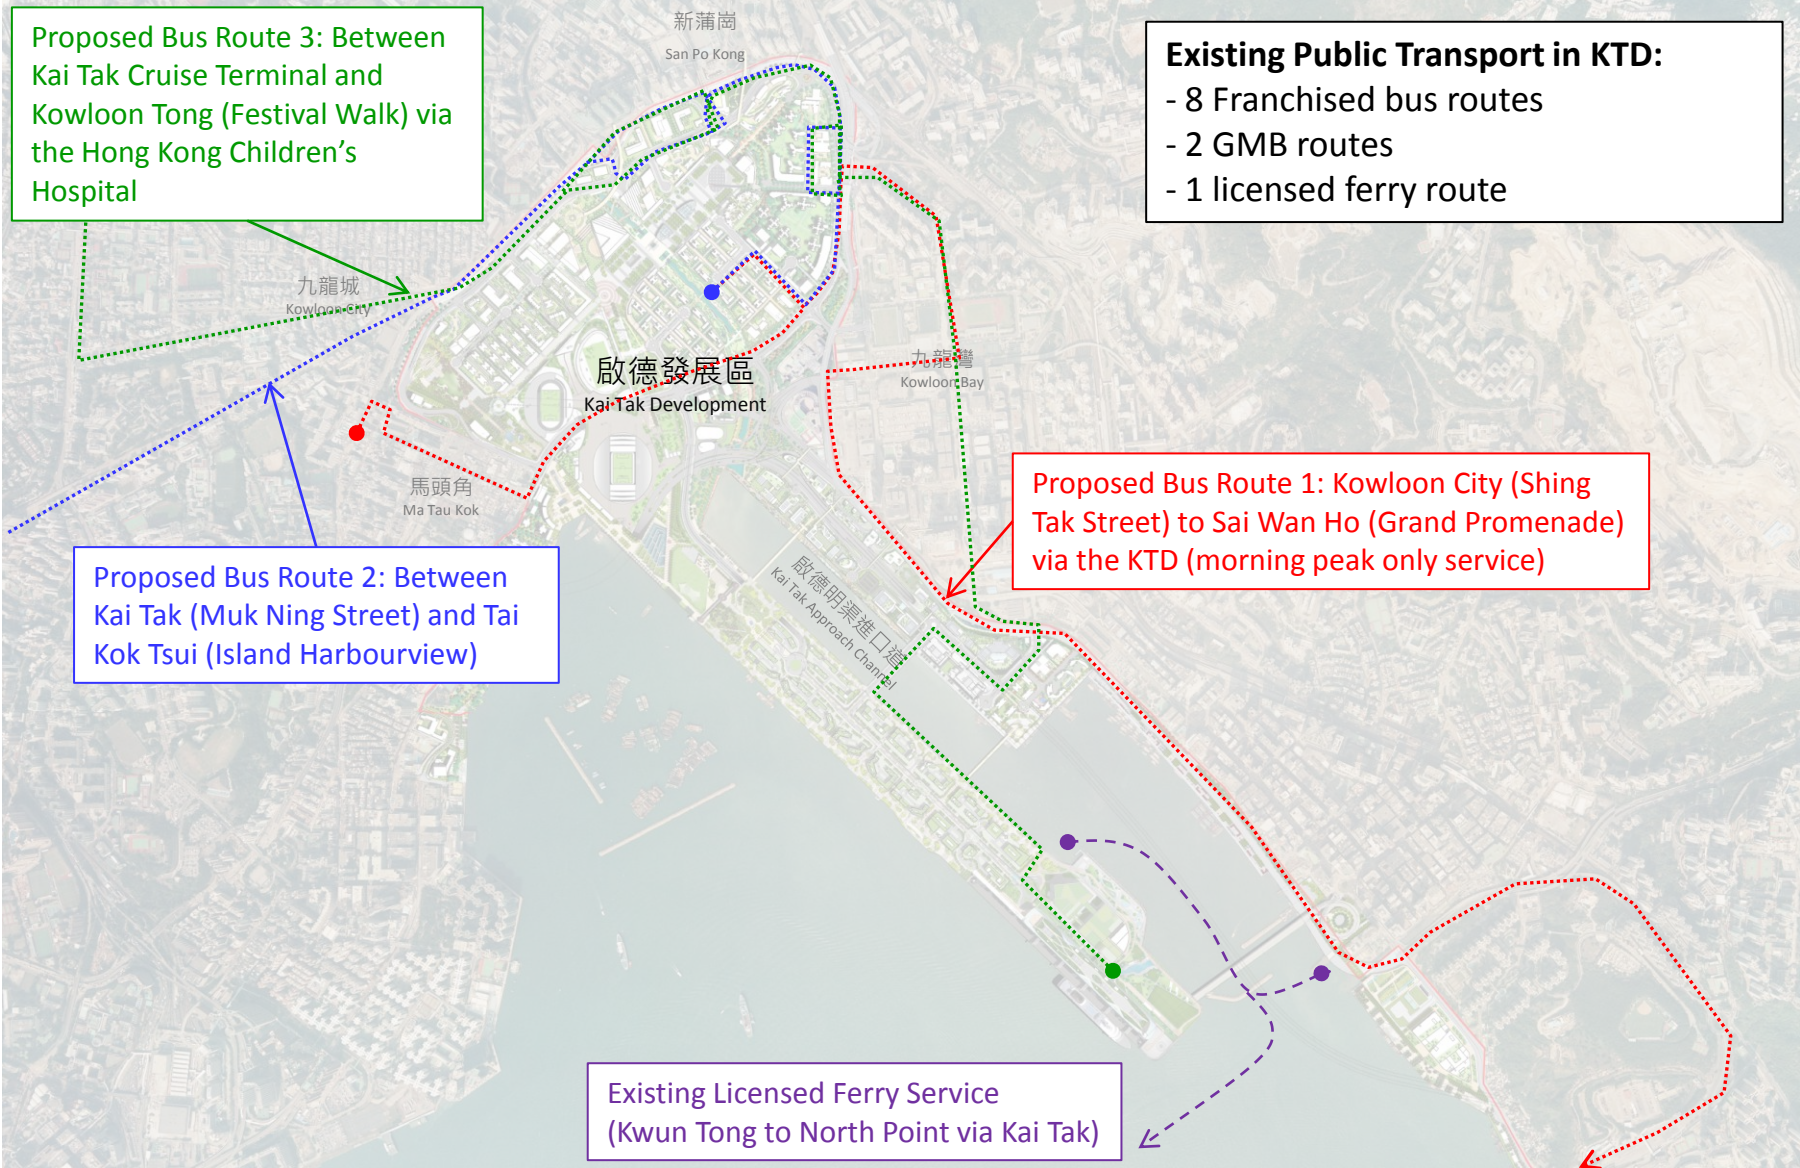 Proposed Bus Route 3: Between
Kai Tak Cruise Terminal and
Kowloon Tong (Festival Walk) via
the Hong Kong Children's
Hospital
新蒲崗
San Po Kong
Existing Public Transport in KTD:
- 8 Franchised bus routes
- 2 GMB routes
- 1 licensed ferry route
九龍城
Kowloon City
啟德發展區
Kai Tak Development
九龍灣
Kowloon Bay
馬頭角
Ma Tau Kok
Proposed Bus Route 1: Kowloon City (Shing
Tak Street) to Sai Wan Ho (Grand Promenade)
via the KTD (morning peak only service)
Proposed Bus Route 2: Between
Kai Tak (Muk Ning Street) and Tai
Kok Tsui (Island Harbourview)
啟德明渠進口道
Kai Tak Approach Channel
Existing Licensed Ferry Service
(Kwun Tong to North Point via Kai Tak)